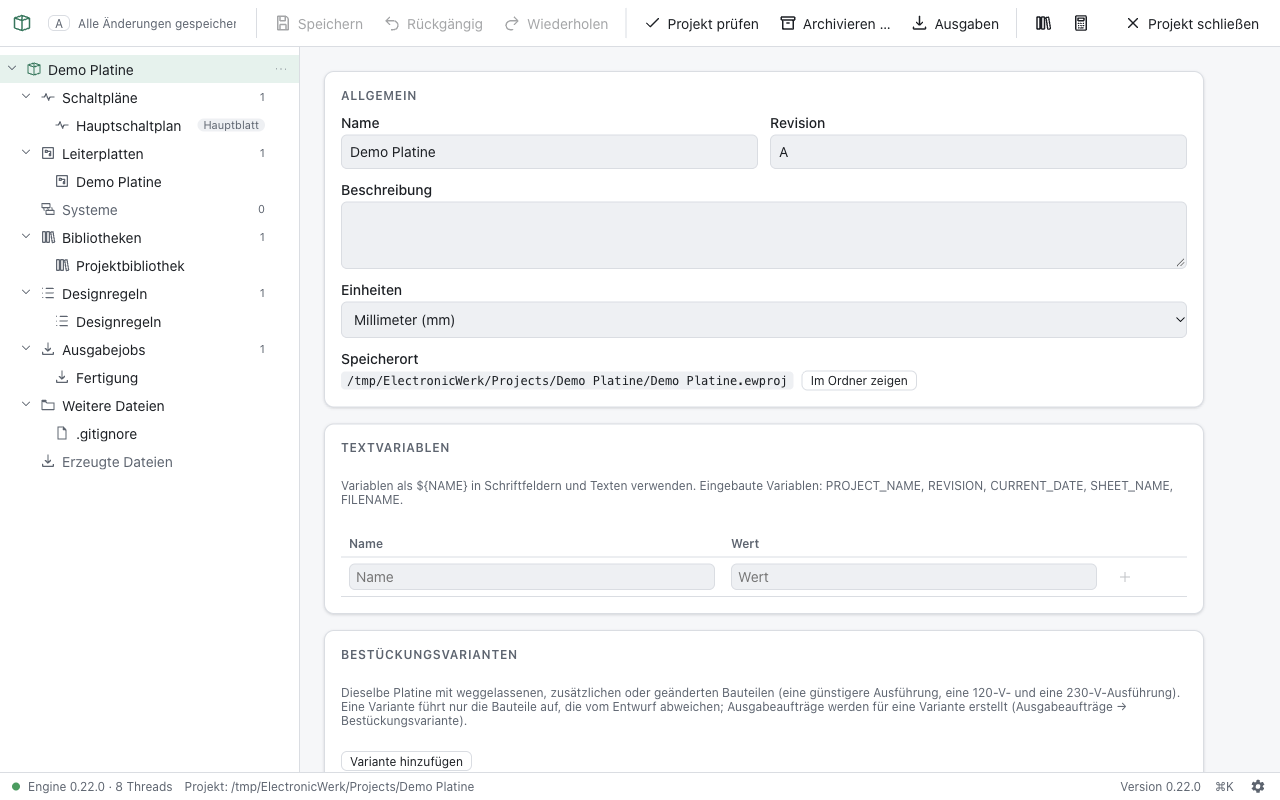 A Alle Änderungen gespeicher Speichern Rückgängig Wiederholen Projekt prüfen Archivieren ... Ausgaben Projekt schließen
Demo Platine ...
Schaltpläne 1
Hauptschaltplan Hauptblatt
Leiterplatten 1
Demo Platine
Systeme 0
Bibliotheken 1
Projektbibliothek
Designregeln 1
Designregeln
Ausgabejobs 1
Fertigung
Weitere Dateien
.gitignore
Erzeugte Dateien
ALLGEMEIN
Name Revision
Demo Platine A
Beschreibung
Einheiten
Millimeter (mm)
Speicherort
/tmp/ElectronicWerk/Projects/Demo Platine/Demo Platine.ewproj Im Ordner zeigen
TEXTVARIABLEN
Variablen als ${NAME} in Schriftfeldern und Texten verwenden. Eingebaute Variablen: PROJECT_NAME, REVISION, CURRENT_DATE, SHEET_NAME,
FILENAME.
Name Wert
Name Wert +
BESTÜCKUNGSVARIANTEN
Dieselbe Platine mit weggelassenen, zusätzlichen oder geänderten Bauteilen (eine günstigere Ausführung, eine 120-V- und eine 230-V-Ausführung).
Eine Variante führt nur die Bauteile auf, die vom Entwurf abweichen; Ausgabeaufträge werden für eine Variante erstellt (Ausgabeaufträge →
Bestückungsvariante).
Variante hinzufügen
Engine 0.22.0 · 8 Threads Projekt: /tmp/ElectronicWerk/Projects/Demo Platine Version 0.22.0 ⌘K